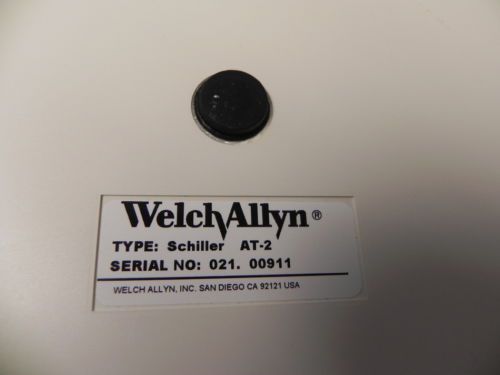 WelchAllyn®
TYPE: Schiller AT-2
SERIAL NO: 021. 00911
WELCH ALLYN, INC. SAN DIEGO CA 92121 USA